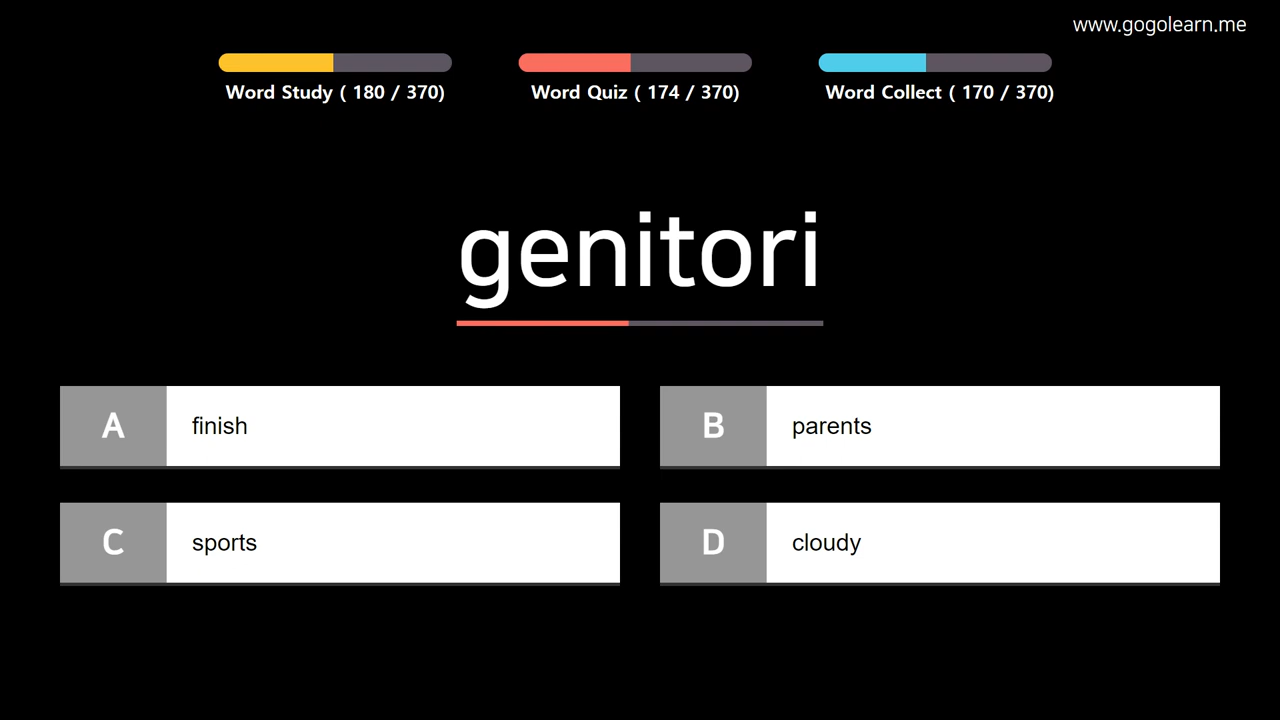 www.gogolearn.me
Word Study ( 180 / 370)
Word Quiz ( 174 / 370)
Word Collect ( 170 / 370)
genitori
A finish
B parents
C sports
D cloudy